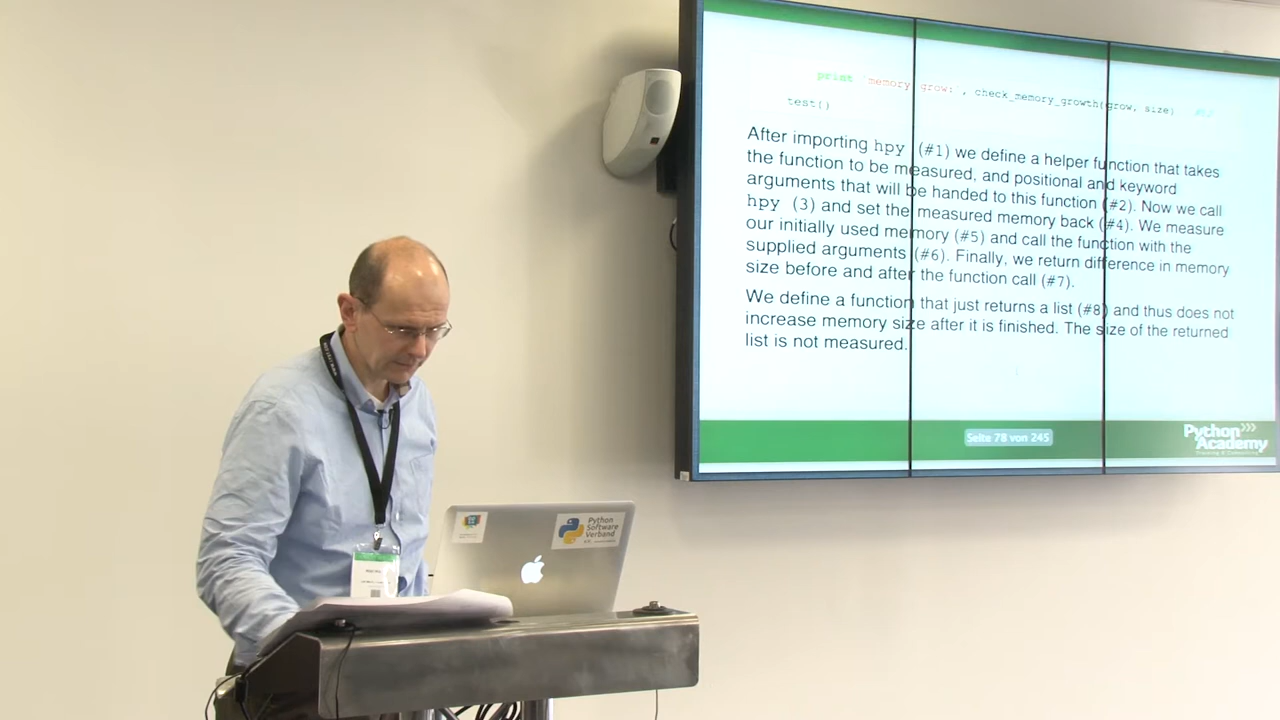 print 'memory grow:', check_memory_growth(grow, size)
test()
After importing hpy (#1) we define a helper function that takes
the function to be measured, and positional and keyword
arguments that will be handed to this function (#2). Now we call
hpy (3) and set the measured memory back (#4). We measure
our initially used memory (#5) and call the function with the
supplied arguments (#6). Finally, we return difference in memory
size before and after the function call (#7).
We define a function that just returns a list (#8) and thus does not
increase memory size after it is finished. The size of the returned
list is not measured.
Seite 78 von 245
Python
Academy
Training & Consulting
Python
Software
Verband